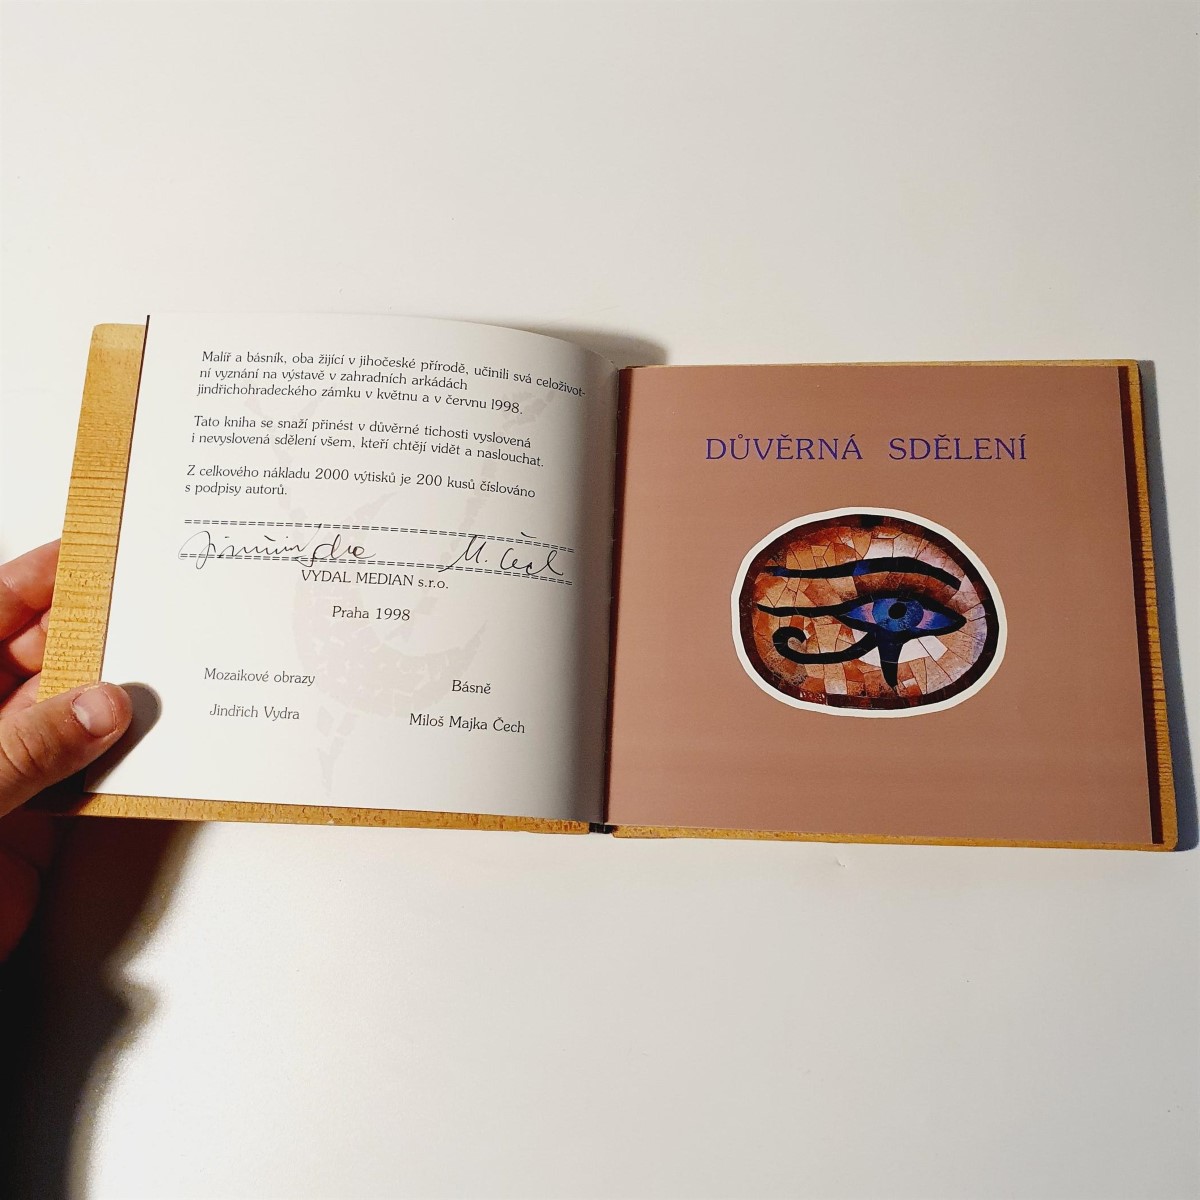 Malíř a básník, oba žijící v jihočeské přírodě, učinili svá celoživot-
ní vyznání na výstavě v zahradních arkádách
jindřichohradeckého zámku v květnu a v červnu 1998.
Tato kniha se snaží přinést v důvěrné tichosti vyslovená
i nevyslovená sdělení všem, kteří chtějí vidět a naslouchat.
Z celkového nákladu 2000 výtisků je 200 kusů číslováno
s podpisy autorů.
Jindřich Vydra M. Čech
VYDAL MEDIAN s.r.o.
Praha 1998
Mozaikové obrazy Básně
Jindřich Vydra Miloš Majka Čech
DŮVĚRNÁ SDĚLENÍ